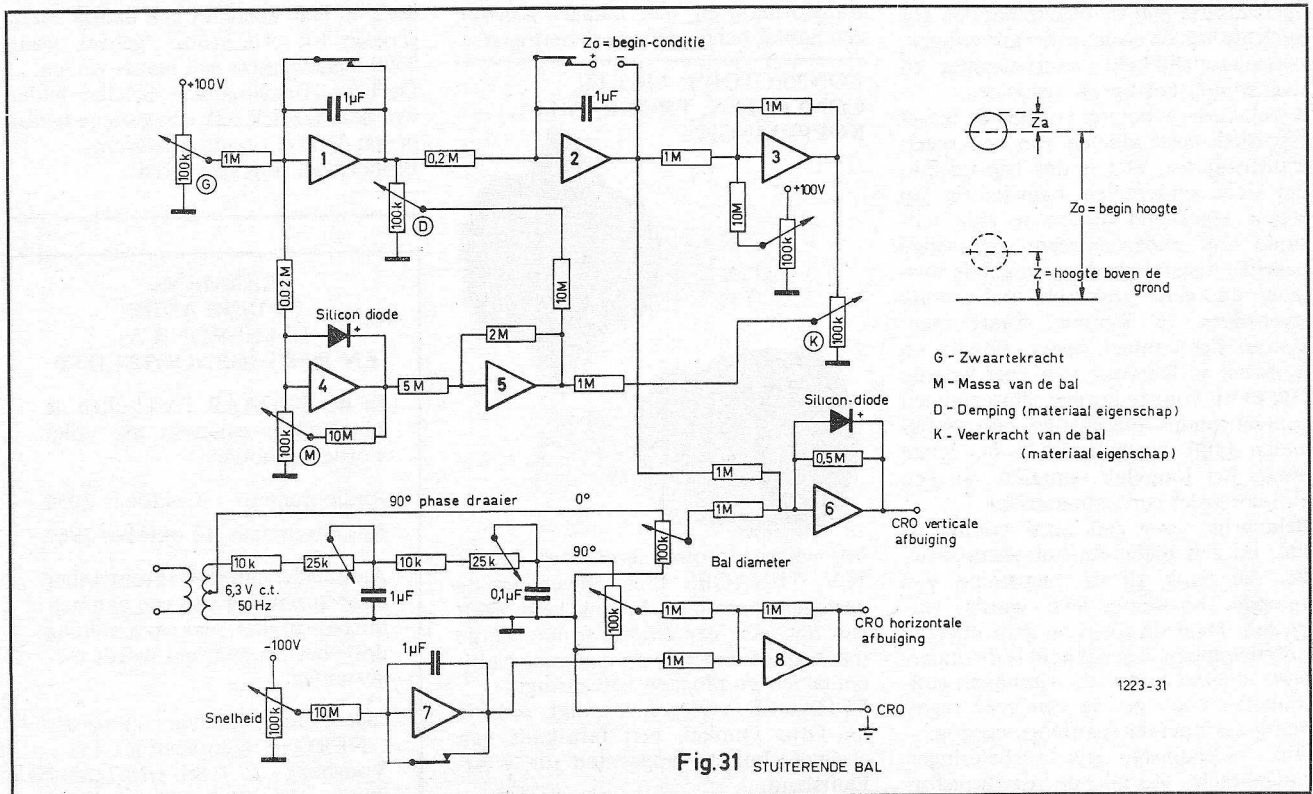 Zo = begin-conditie
+ −
+100V
1µF
1µF
1M
100k
1M
1
0,2M
2
1M
3
G
100k
D
10M
+100V
100k
Za
Zo = begin hoogte
Z = hoogte boven de
grond
0.02M
10M
Silicon diode
+
2M
K
100k
4
5M
5
1M
100k
10M
M
Silicon-diode
+
0,5M
G - Zwaartekracht
M - Massa van de bal
D - Demping (materiaal eigenschap)
K - Veerkracht van de bal
(materiaal eigenschap)
1M
1M
6
CRO verticale
afbuiging
90° phase draaier
0°
100k
Bal diameter
10k
25k
10k
25k
90°
6,3 V c.t.
50 Hz
1µF
0,1µF
100k
1M
1M
CRO horizontale
afbuiging
1M
8
-100V
1µF
100k
Snelheid
10M
7
CRO
1223-31
Fig.31 STUITERENDE BAL